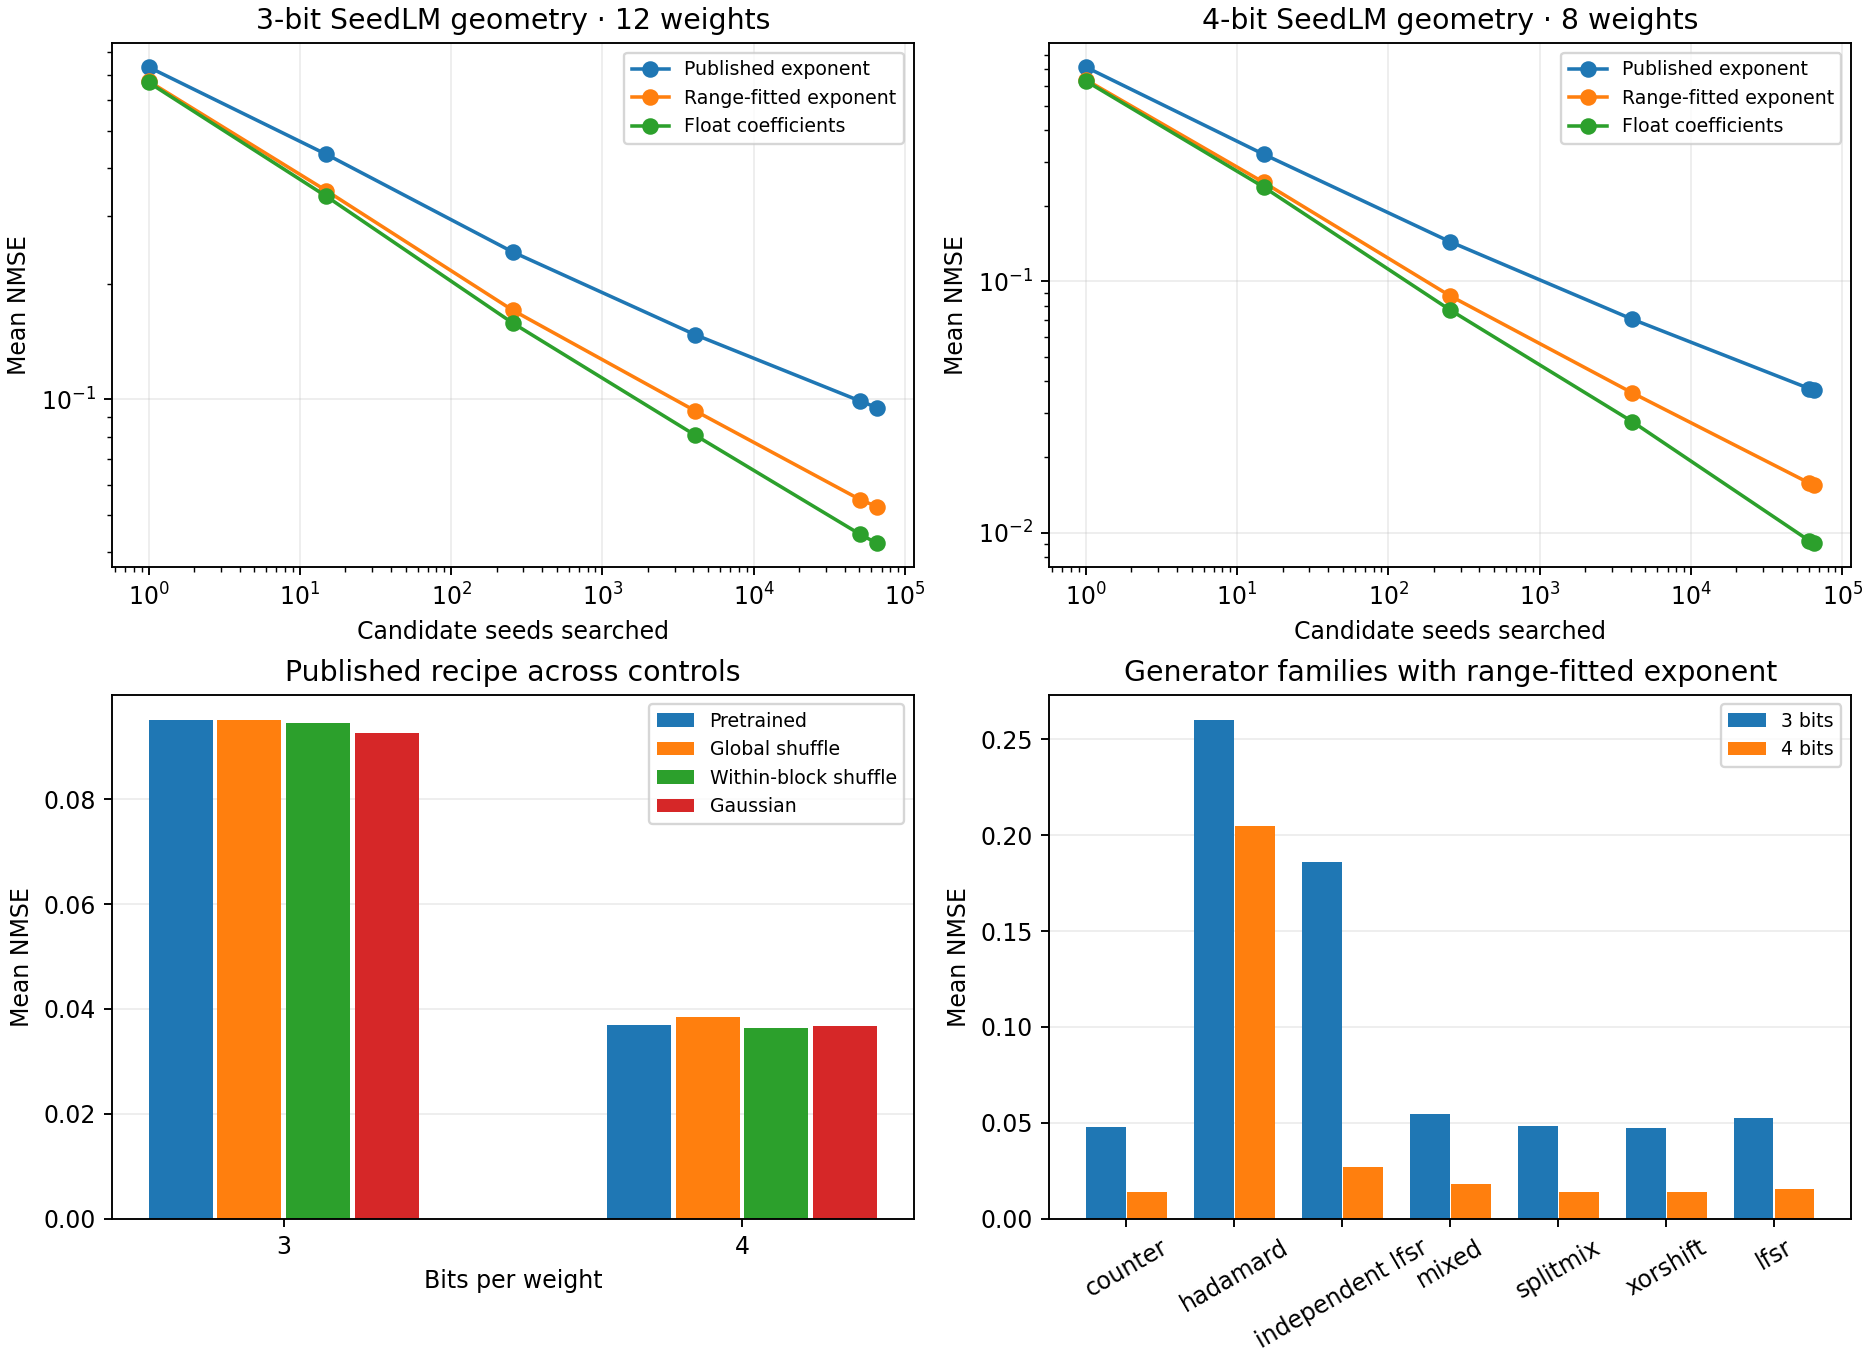 3-bit SeedLM geometry · 12 weights
Mean NMSE
10⁻¹
10⁰ 10¹ 10² 10³ 10⁴ 10⁵
Candidate seeds searched
Published exponent
Range-fitted exponent
Float coefficients
4-bit SeedLM geometry · 8 weights
Mean NMSE
10⁻¹
10⁻²
10⁰ 10¹ 10² 10³ 10⁴ 10⁵
Candidate seeds searched
Published exponent
Range-fitted exponent
Float coefficients
Published recipe across controls
Mean NMSE
0.08
0.06
0.04
0.02
0.00
3 4
Bits per weight
Pretrained
Global shuffle
Within-block shuffle
Gaussian
Generator families with range-fitted exponent
Mean NMSE
0.25
0.20
0.15
0.10
0.05
0.00
counter
hadamard
independent lfsr
mixed
splitmix
xorshift
lfsr
3 bits
4 bits